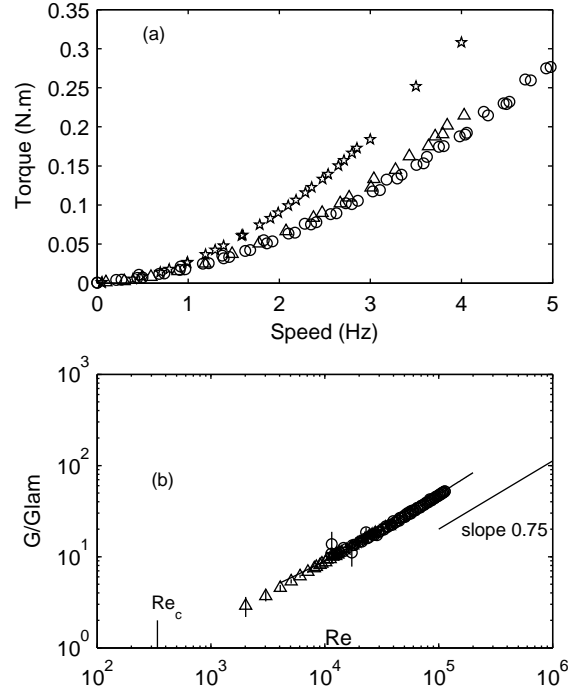 0.35
(a)
0.3
0.25
0.2
0.15
0.1
0.05
0
Torque (N.m)
0 1 2 3 4 5
Speed (Hz)
10^3
10^2
10^1
10^0
G/Glam
(b)
slope 0.75
Re_c
Re
10^2 10^3 10^4 10^5 10^6